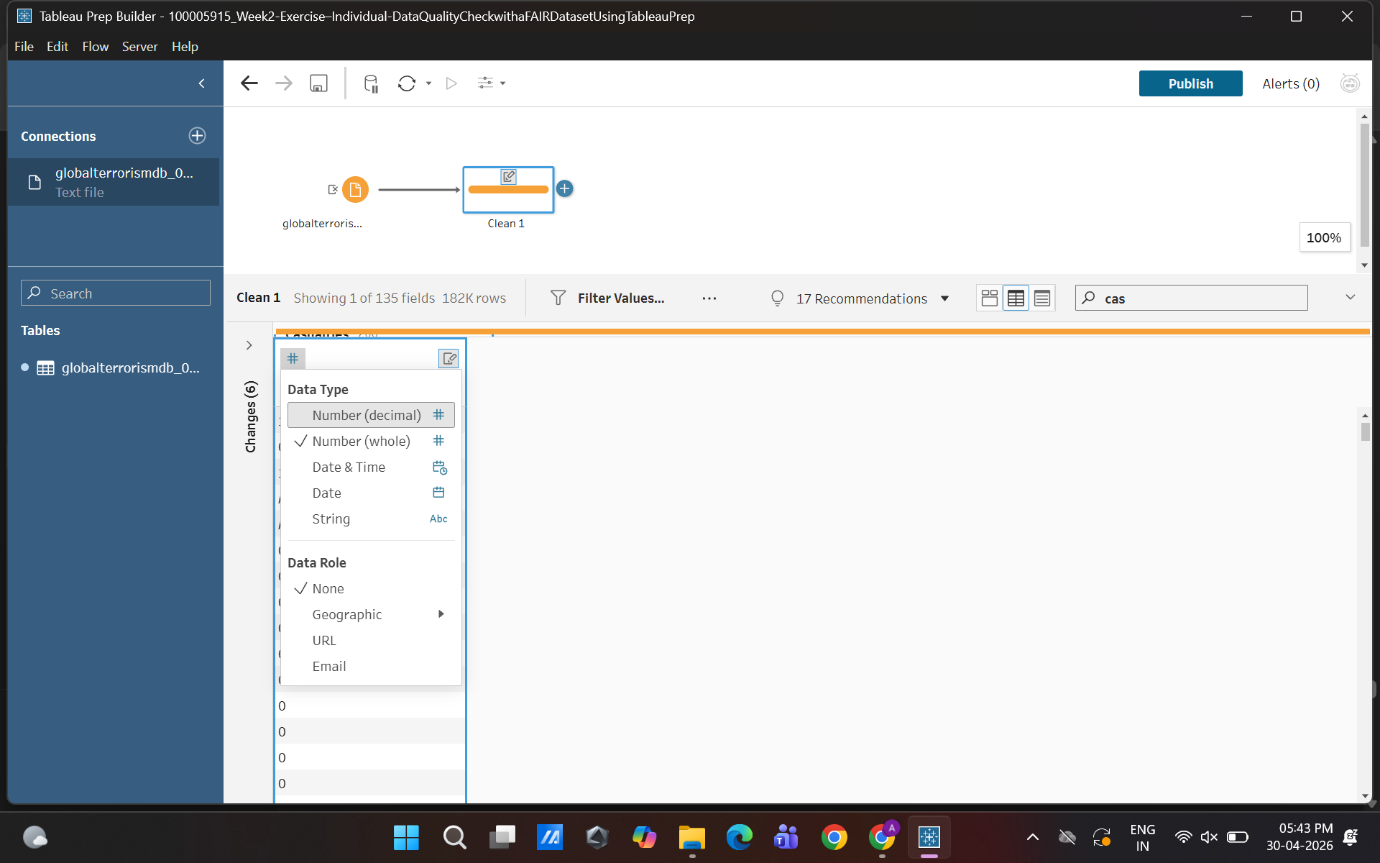 Tableau Prep Builder - 100005915_Week2-Exercise–Individual-DataQualityCheckwithaFAIRDatasetUsingTableauPrep
File Edit Flow Server Help
Publish
Alerts (0)
Connections
globalterrorismdb_0...
Text file
globalterroris...
Clean 1
100%
Search
Clean 1 Showing 1 of 135 fields 182K rows
Filter Values...
17 Recommendations
cas
Tables
globalterrorismdb_0...
Changes (6)
Casualties
Data Type
Number (decimal)
Number (whole)
Date & Time
Date
String Abc
Data Role
None
Geographic
URL
Email
0
0
0
0
ENG
IN
05:43 PM
30-04-2026